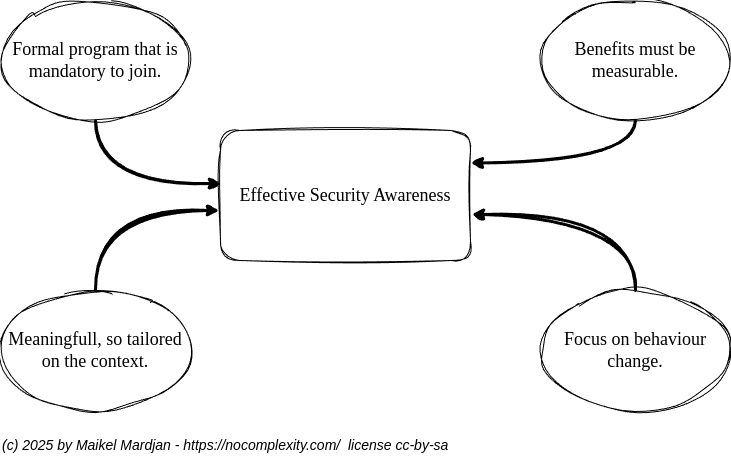 Formal program that is
mandatory to join.
Benefits must be
measurable.
Effective Security Awareness
Meaningfull, so tailored
on the context.
Focus on behaviour
change.
(c) 2025 by Maikel Mardjan - https://nocomplexity.com/  license cc-by-sa